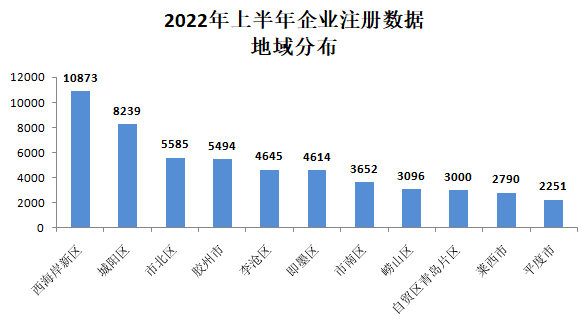 2022年上半年企业注册数据
地域分布
12000
10000
8000
6000
4000
2000
0
10873
8239
5585
5494
4645
4614
3652
3096
3000
2790
2251
西海岸新区
城阳区
市北区
胶州市
李沧区
即墨区
市南区
崂山区
自贸区青岛片区
莱西市
平度市